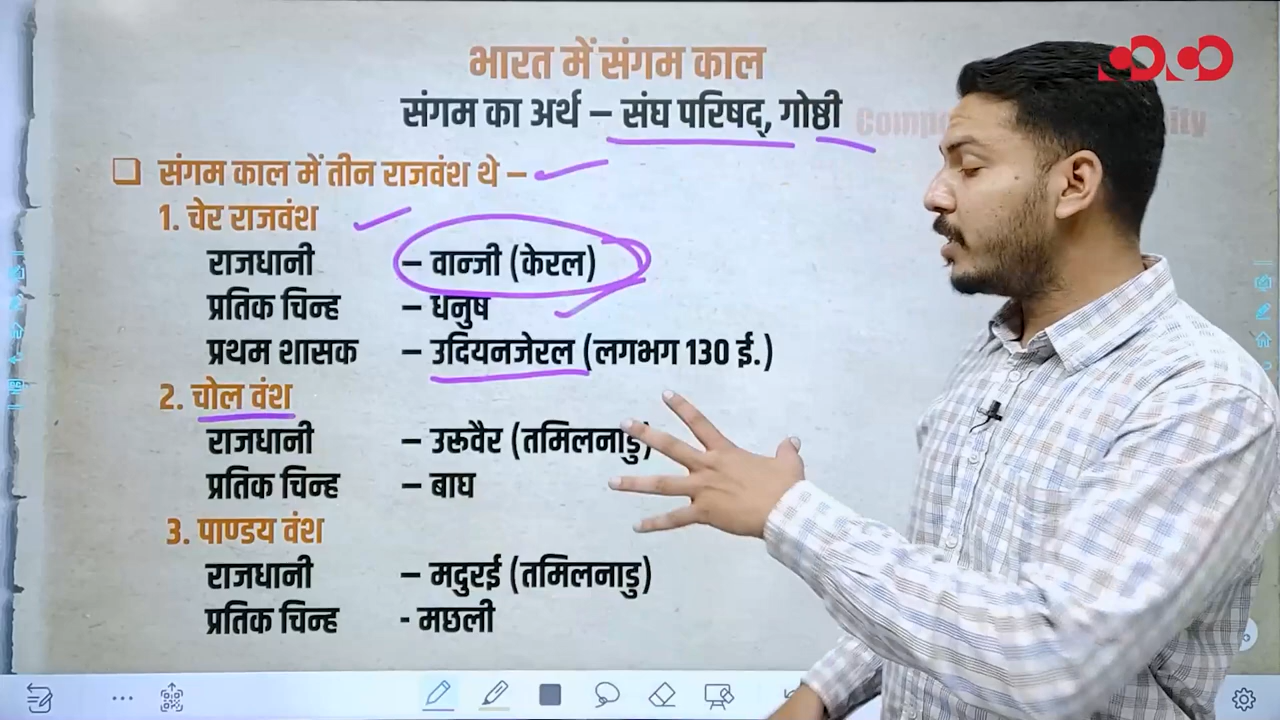 भारत में संगम काल
संगम का अर्थ – संघ परिषद्, गोष्ठी
❑ संगम काल में तीन राजवंश थे –
1. चेर राजवंश
राजधानी – वान्जी (केरल)
प्रतिक चिन्ह – धनुष
प्रथम शासक – उदियनजेरल (लगभग 130 ई.)
2. चोल वंश
राजधानी – उरूवैर (तमिलनाडु)
प्रतिक चिन्ह – बाघ
3. पाण्डय वंश
राजधानी – मदुरई (तमिलनाडु)
प्रतिक चिन्ह - मछली